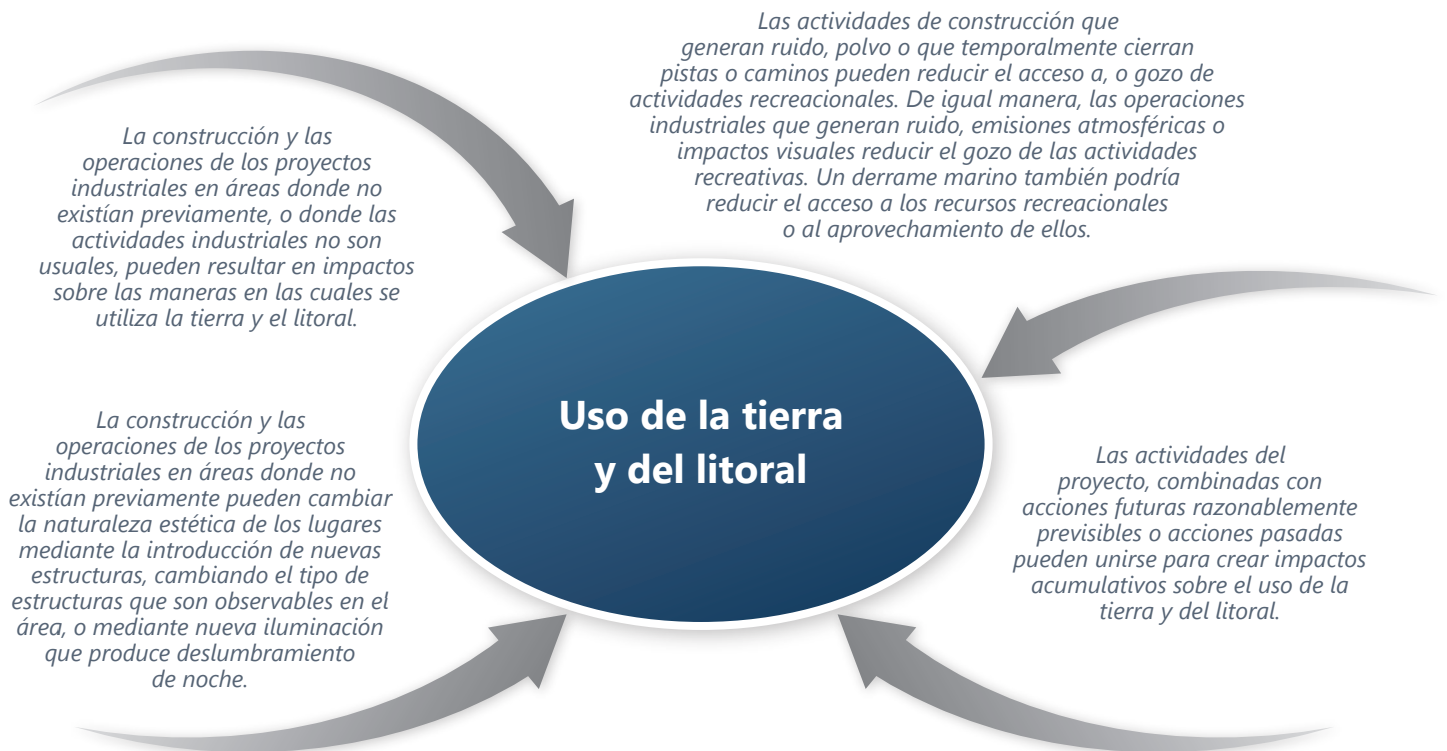 La construcción y las
operaciones de los proyectos
industriales en áreas donde no
existían previamente, o donde las
actividades industriales no son
usuales, pueden resultar en impactos
sobre las maneras en las cuales se
utiliza la tierra y el litoral.
Las actividades de construcción que
generan ruido, polvo o que temporalmente cierran
pistas o caminos pueden reducir el acceso a, o gozo de
actividades recreacionales. De igual manera, las operaciones
industriales que generan ruido, emisiones atmosféricas o
impactos visuales reducir el gozo de las actividades
recreativas. Un derrame marino también podría
reducir el acceso a los recursos recreacionales
o al aprovechamiento de ellos.
Uso de la tierra
y del litoral
La construcción y las
operaciones de los proyectos
industriales en áreas donde no
existían previamente pueden cambiar
la naturaleza estética de los lugares
mediante la introducción de nuevas
estructuras, cambiando el tipo de
estructuras que son observables en el
área, o mediante nueva iluminación
que produce deslumbramiento
de noche.
Las actividades del
proyecto, combinadas con
acciones futuras razonablemente
previsibles o acciones pasadas
pueden unirse para crear impactos
acumulativos sobre el uso de la
tierra y del litoral.